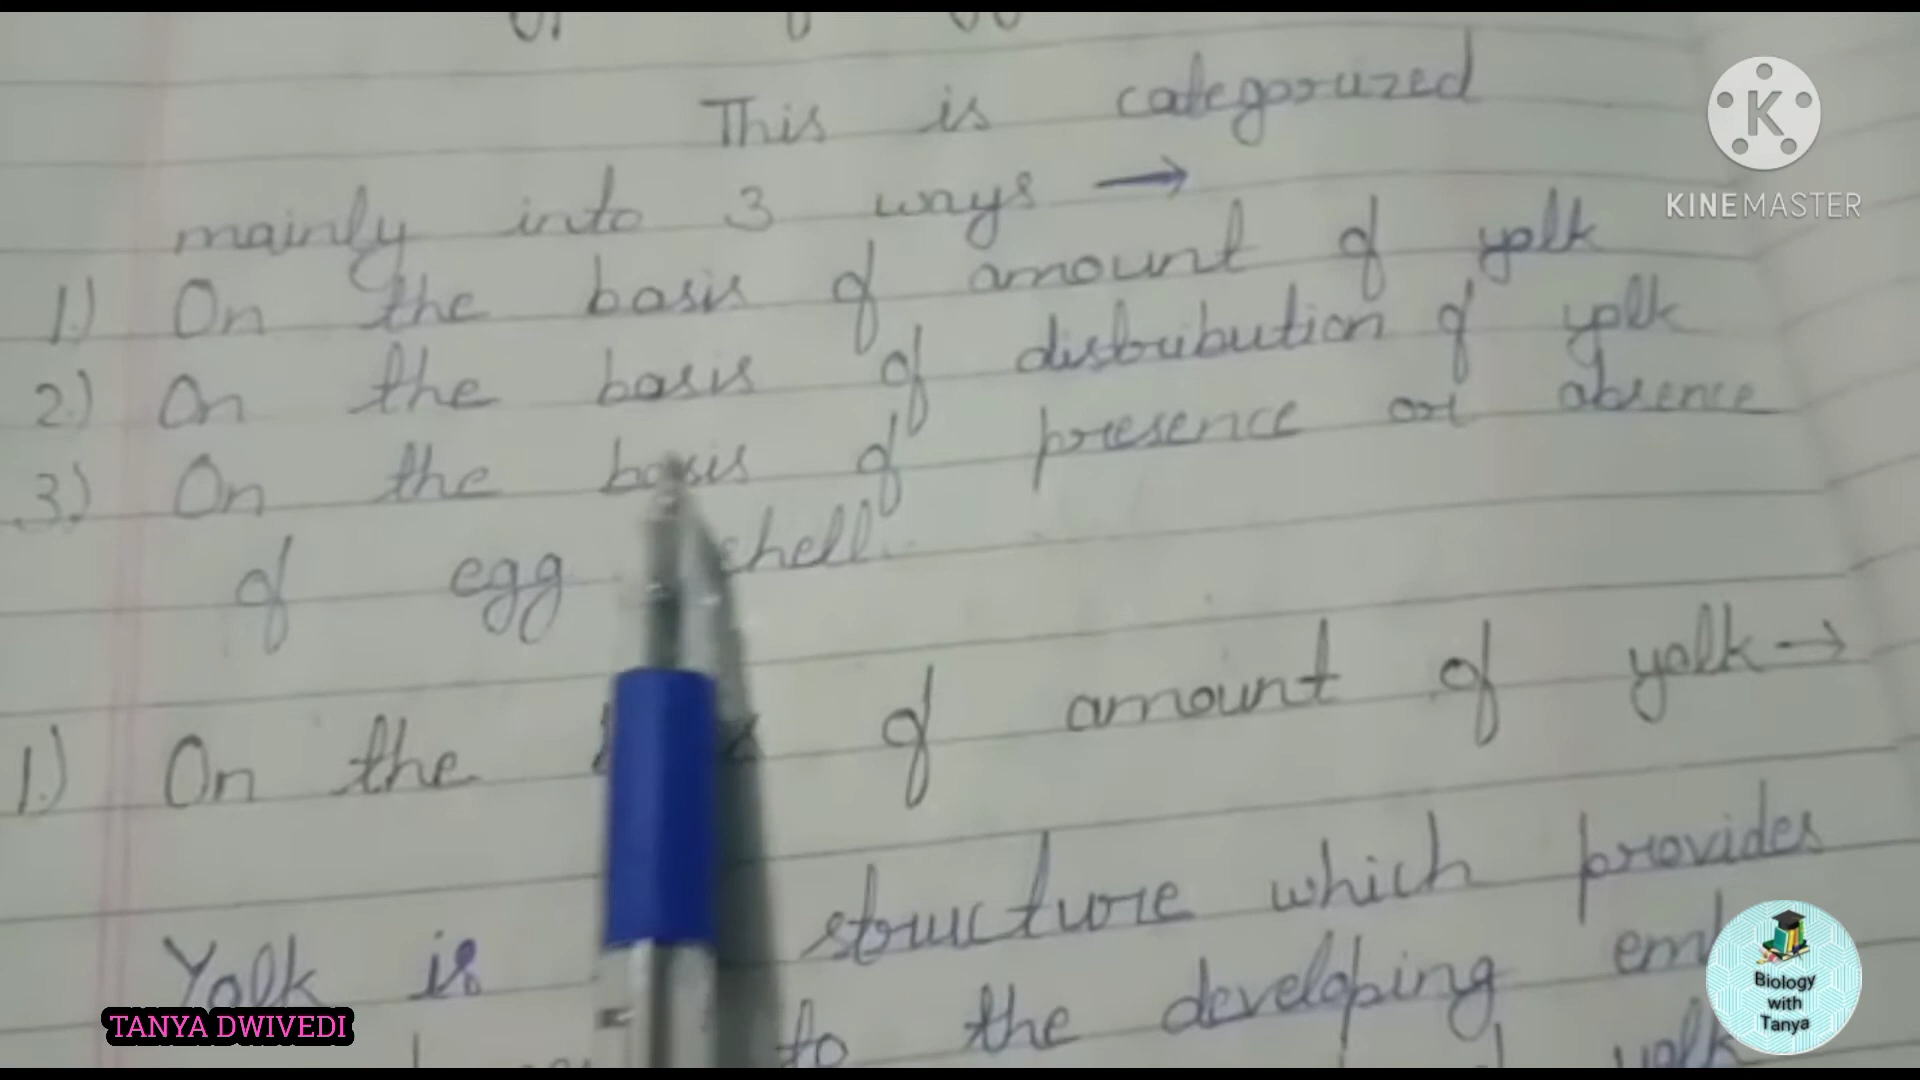 This is categorized
mainly into 3 ways →
1.) On the basis of amount of yolk
2.) On the basis of distribution of yolk
3.) On the basis of presence or absence
of egg shell.
1.) On the of amount of yolk →
Yolk is structure which provides
to the developing
yolk
KINEMASTER
TANYA DWIVEDI
Biology
with
Tanya